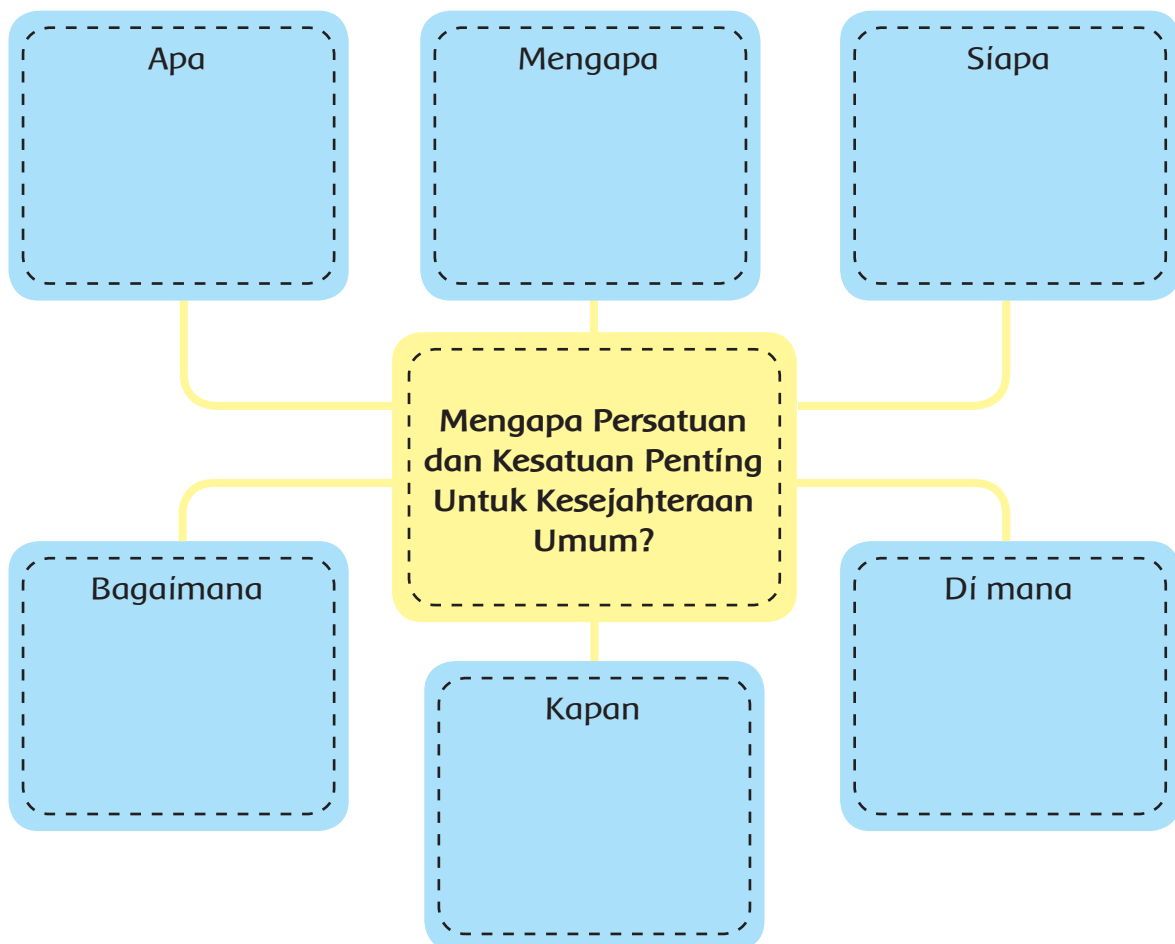 Apa
Mengapa
Siapa
Mengapa Persatuan
dan Kesatuan Penting
Untuk Kesejahteraan
Umum?
Bagaimana
Di mana
Kapan